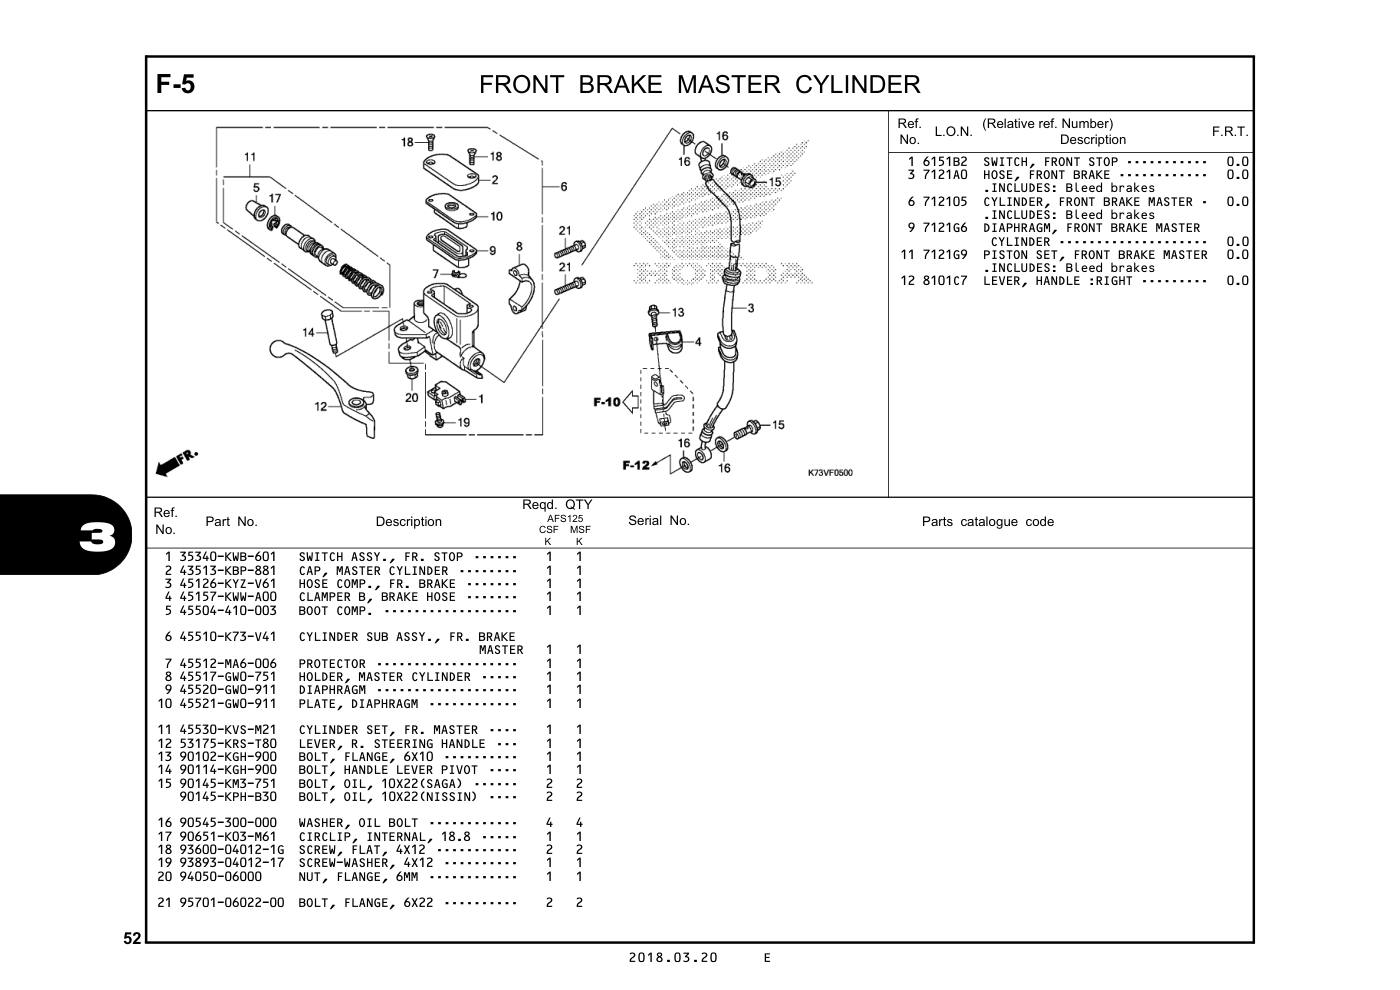 F-5
FRONT BRAKE MASTER CYLINDER
18
18
2
6
11
5
17
10
9
7
8
21
21
16
16
15
14
12
20
1
19
13
4
3
F-10
HONDA
15
16
16
F-12
FR.
K73VF0500
Ref. No. L.O.N. (Relative ref. Number) Description F.R.T.
1 6151B2 SWITCH, FRONT STOP ----------- 0.0
3 7121A0 HOSE, FRONT BRAKE ------------ 0.0
.INCLUDES: Bleed brakes
6 712105 CYLINDER, FRONT BRAKE MASTER - 0.0
.INCLUDES: Bleed brakes
9 7121G6 DIAPHRAGM, FRONT BRAKE MASTER
CYLINDER -------------------- 0.0
11 7121G9 PISTON SET, FRONT BRAKE MASTER 0.0
.INCLUDES: Bleed brakes
12 8101C7 LEVER, HANDLE :RIGHT --------- 0.0
Ref. No. Part No. Description Reqd. QTY Serial No. Parts catalogue code
AFS125
CSF MSF
K K
1 35340-KWB-601 SWITCH ASSY., FR. STOP ------ 1 1
2 43513-KBP-881 CAP, MASTER CYLINDER -------- 1 1
3 45126-KYZ-V61 HOSE COMP., FR. BRAKE ------- 1 1
4 45157-KWW-A00 CLAMPER B, BRAKE HOSE ------- 1 1
5 45504-410-003 BOOT COMP. ------------------ 1 1
6 45510-K73-V41 CYLINDER SUB ASSY., FR. BRAKE
MASTER 1 1
7 45512-MA6-006 PROTECTOR ------------------- 1 1
8 45517-GW0-751 HOLDER, MASTER CYLINDER ----- 1 1
9 45520-GW0-911 DIAPHRAGM ------------------- 1 1
10 45521-GW0-911 PLATE, DIAPHRAGM ------------ 1 1
11 45530-KVS-M21 CYLINDER SET, FR. MASTER ---- 1 1
12 53175-KRS-T80 LEVER, R. STEERING HANDLE --- 1 1
13 90102-KGH-900 BOLT, FLANGE, 6X10 ---------- 1 1
14 90114-KGH-900 BOLT, HANDLE LEVER PIVOT ---- 1 1
15 90145-KM3-751 BOLT, OIL, 10X22(SAGA) ------ 2 2
90145-KPH-B30 BOLT, OIL, 10X22(NISSIN) ---- 2 2
16 90545-300-000 WASHER, OIL BOLT ------------ 4 4
17 90651-K03-M61 CIRCLIP, INTERNAL, 18.8 ----- 1 1
18 93600-04012-1G SCREW, FLAT, 4X12 ----------- 2 2
19 93893-04012-17 SCREW-WASHER, 4X12 ---------- 1 1
20 94050-06000 NUT, FLANGE, 6MM ------------ 1 1
21 95701-06022-00 BOLT, FLANGE, 6X22 ---------- 2 2
3
52
2018.03.20 E